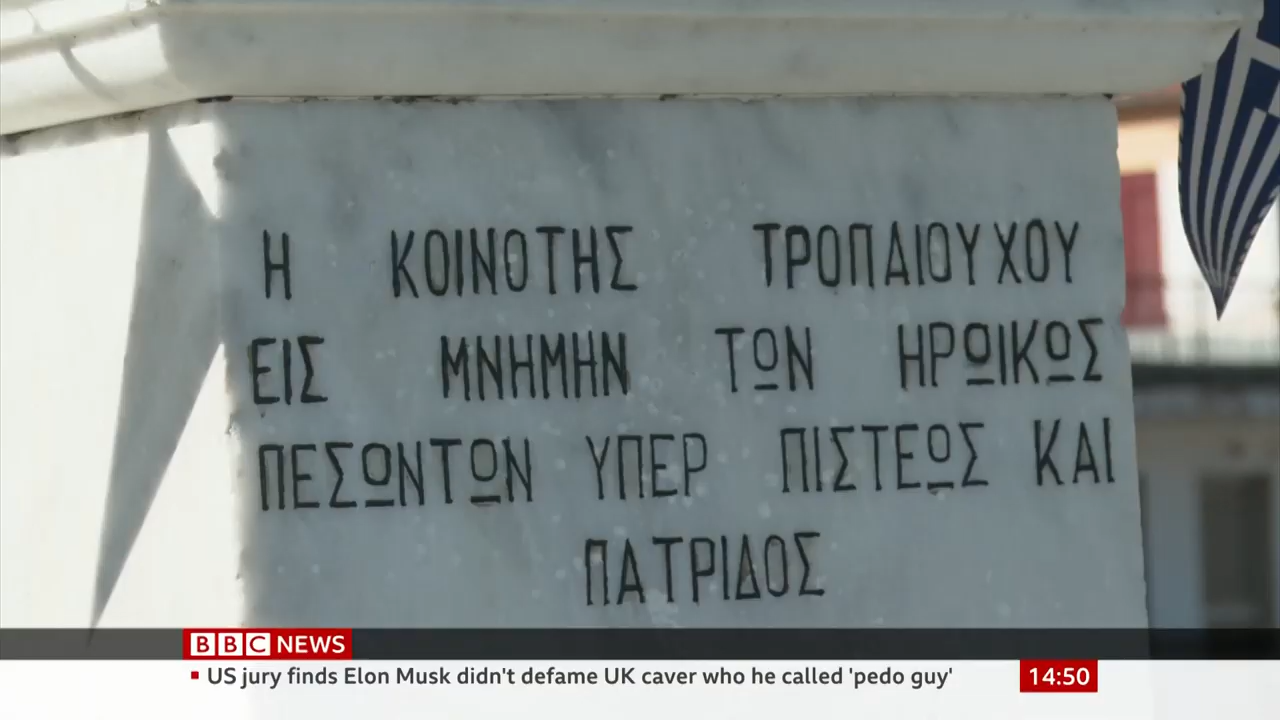 Η ΚΟΙΝΟΤΗΣ ΤΡΟΠΑΙΟΥΧΟΥ
ΕΙΣ ΜΝΗΜΗΝ ΤΩΝ ΗΡΩΙΚΩΣ
ΠΕΣΩΝΤΩΝ ΥΠΕΡ ΠΙΣΤΕΩΣ ΚΑΙ
ΠΑΤΡΙΔΟΣ
BBC NEWS
US jury finds Elon Musk didn't defame UK caver who he called 'pedo guy' 14:50